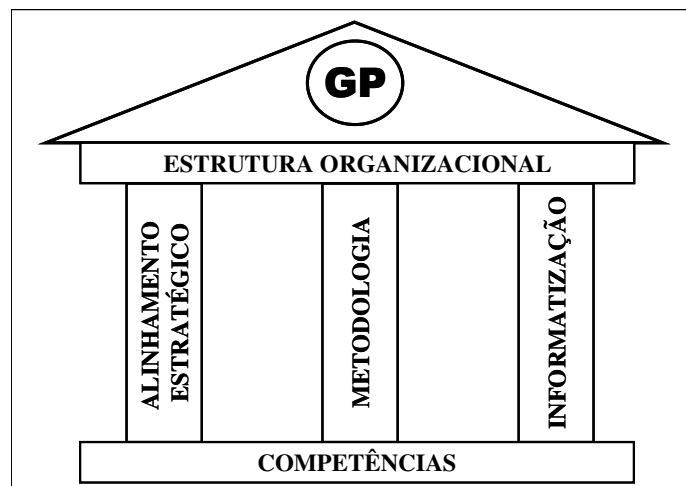 GP
ESTRUTURA ORGANIZACIONAL
ALINHAMENTO
ESTRATÉGICO
METODOLOGIA
INFORMATIZAÇÃO
COMPETÊNCIAS